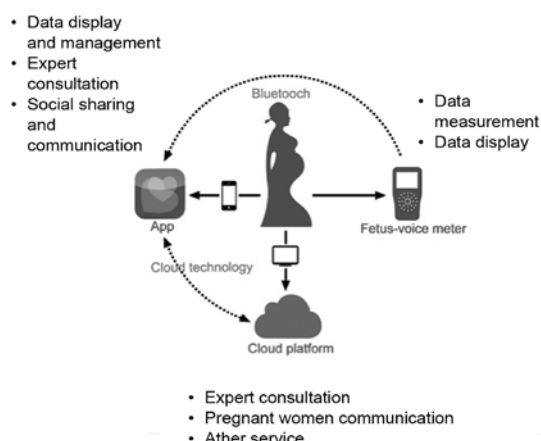 • Data display
and management
• Expert
consultation
• Social sharing
and
communication
Bluetooch
• Data
measurement
• Data display
App
Fetus-voice meter
Cloud technology
Cloud platform
• Expert consultation
• Pregnant women communication
• Ather service